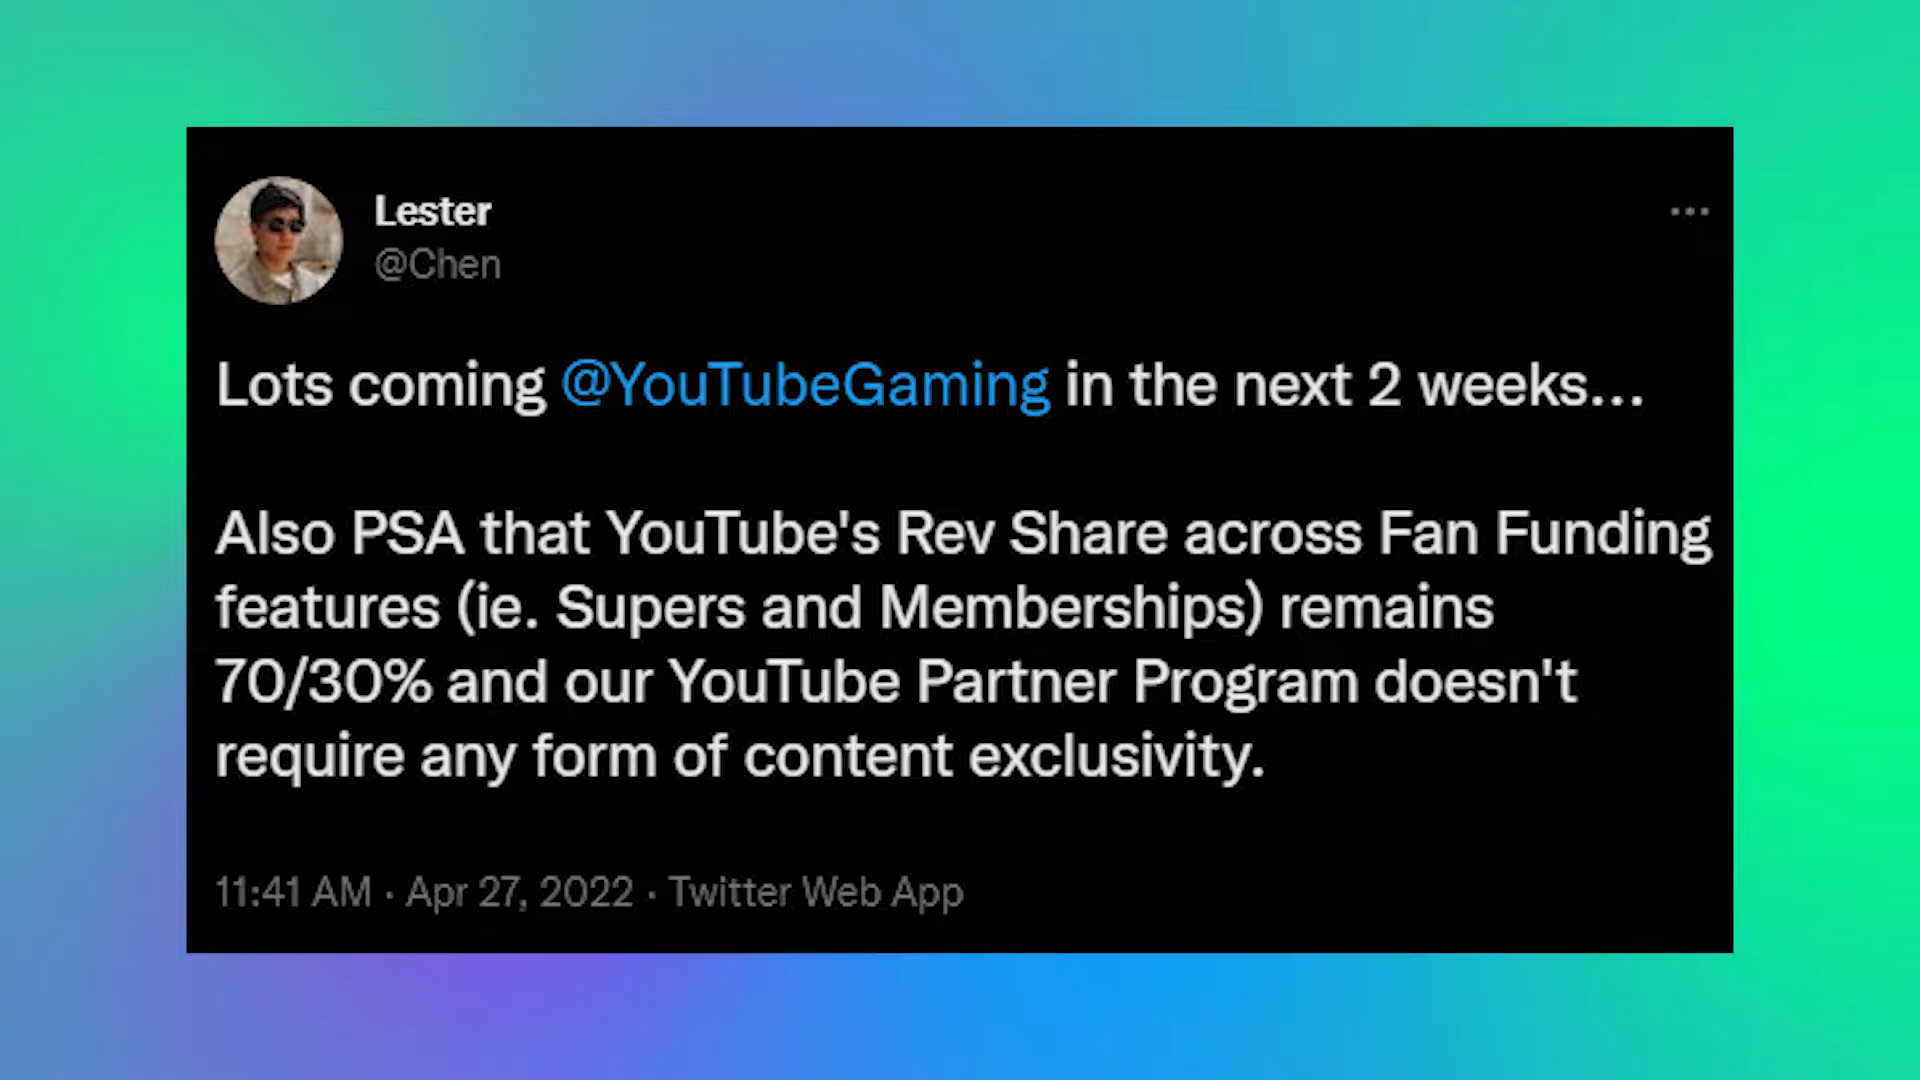 Lester
@Chen
Lots coming @YouTubeGaming in the next 2 weeks...
Also PSA that YouTube's Rev Share across Fan Funding
features (ie. Supers and Memberships) remains
70/30% and our YouTube Partner Program doesn't
require any form of content exclusivity.
11:41 AM · Apr 27, 2022 · Twitter Web App